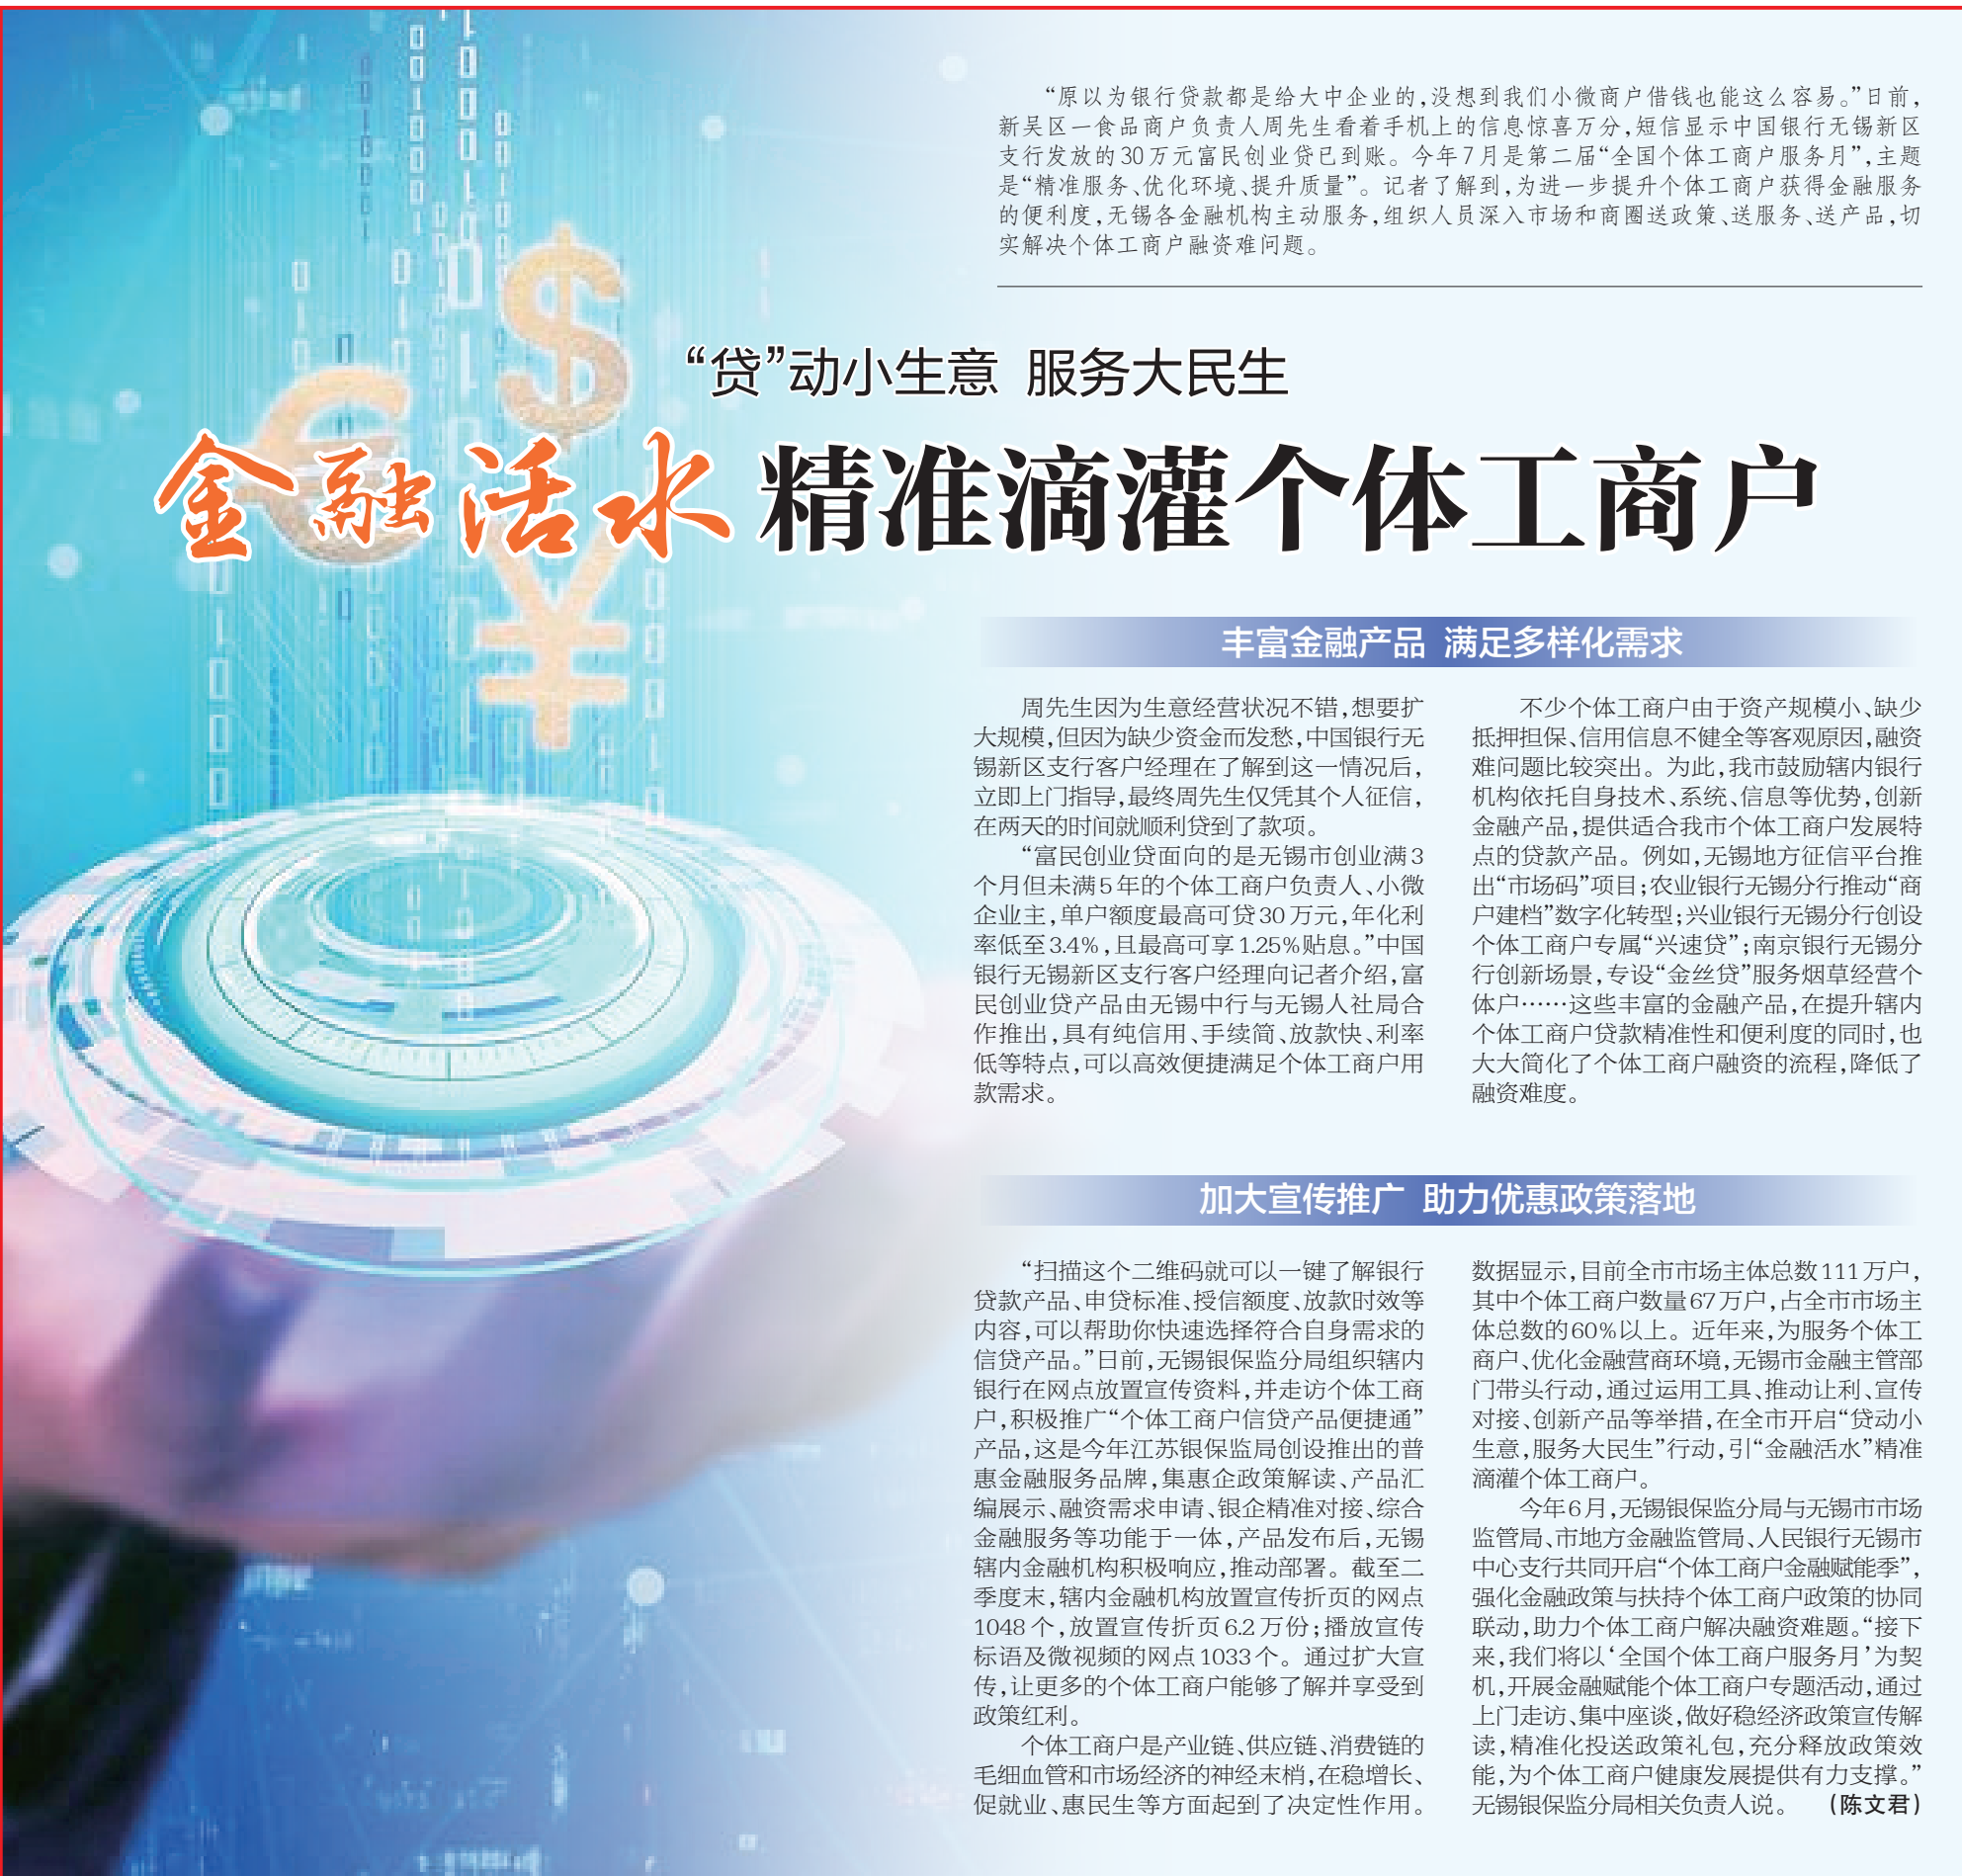 “原以为银行贷款都是给大中企业的,没想到我们小微商户借钱也能这么容易。”日前,
新吴区一食品商户负责人周先生看着手机上的信息惊喜万分,短信显示中国银行无锡新区
支行发放的30万元富民创业贷已到账。今年7月是第二届“全国个体工商户服务月”,主题
是“精准服务、优化环境、提升质量”。记者了解到,为进一步提升个体工商户获得金融服务
的便利度,无锡各金融机构主动服务,组织人员深入市场和商圈送政策、送服务、送产品,切
实解决个体工商户融资难问题。
“贷”动小生意 服务大民生
金融活水 精准滴灌个体工商户
丰富金融产品 满足多样化需求
周先生因为生意经营状况不错,想要扩
大规模,但因为缺少资金而发愁,中国银行无
锡新区支行客户经理在了解到这一情况后,
立即上门指导,最终周先生仅凭其个人征信,
在两天的时间就顺利贷到了款项。
“富民创业贷面向的是无锡市创业满3
个月但未满5年的个体工商户负责人、小微
企业主,单户额度最高可贷30万元,年化利
率低至3.4%,且最高可享1.25%贴息。”中国
银行无锡新区支行客户经理向记者介绍,富
民创业贷产品由无锡中行与无锡人社局合
作推出,具有纯信用、手续简、放款快、利率
低等特点,可以高效便捷满足个体工商户用
款需求。
不少个体工商户由于资产规模小、缺少
抵押担保、信用信息不健全等客观原因,融资
难问题比较突出。为此,我市鼓励辖内银行
机构依托自身技术、系统、信息等优势,创新
金融产品,提供适合我市个体工商户发展特
点的贷款产品。例如,无锡地方征信平台推
出“市场码”项目;农业银行无锡分行推动“商
户建档”数字化转型;兴业银行无锡分行创设
个体工商户专属“兴速贷”;南京银行无锡分
行创新场景,专设“金丝贷”服务烟草经营个
体户……这些丰富的金融产品,在提升辖内
个体工商户贷款精准性和便利度的同时,也
大大简化了个体工商户融资的流程,降低了
融资难度。
加大宣传推广 助力优惠政策落地
“扫描这个二维码就可以一键了解银行
贷款产品、申贷标准、授信额度、放款时效等
内容,可以帮助你快速选择符合自身需求的
信贷产品。”日前,无锡银保监分局组织辖内
银行在网点放置宣传资料,并走访个体工商
户,积极推广“个体工商户信贷产品便捷通”
产品,这是今年江苏银保监局创设推出的普
惠金融服务品牌,集惠企政策解读、产品汇
编展示、融资需求申请、银企精准对接、综合
金融服务等功能于一体,产品发布后,无锡
辖内金融机构积极响应,推动部署。截至二
季度末,辖内金融机构放置宣传折页的网点
1048个,放置宣传折页6.2万份;播放宣传
标语及微视频的网点1033个。通过扩大宣
传,让更多的个体工商户能够了解并享受到
政策红利。
个体工商户是产业链、供应链、消费链的
毛细血管和市场经济的神经末梢,在稳增长、
促就业、惠民生等方面起到了决定性作用。
数据显示,目前全市市场主体总数111万户,
其中个体工商户数量67万户,占全市市场主
体总数的60%以上。近年来,为服务个体工
商户、优化金融营商环境,无锡市金融主管部
门带头行动,通过运用工具、推动让利、宣传
对接、创新产品等举措,在全市开启“贷动小
生意,服务大民生”行动,引“金融活水”精准
滴灌个体工商户。
今年6月,无锡银保监分局与无锡市市场
监管局、市地方金融监管局、人民银行无锡市
中心支行共同开启“个体工商户金融赋能季”,
强化金融政策与扶持个体工商户政策的协同
联动,助力个体工商户解决融资难题。“接下
来,我们将以‘全国个体工商户服务月’为契
机,开展金融赋能个体工商户专题活动,通过
上门走访、集中座谈,做好稳经济政策宣传解
读,精准化投送政策礼包,充分释放政策效
能,为个体工商户健康发展提供有力支撑。”
无锡银保监分局相关负责人说。 (陈文君)